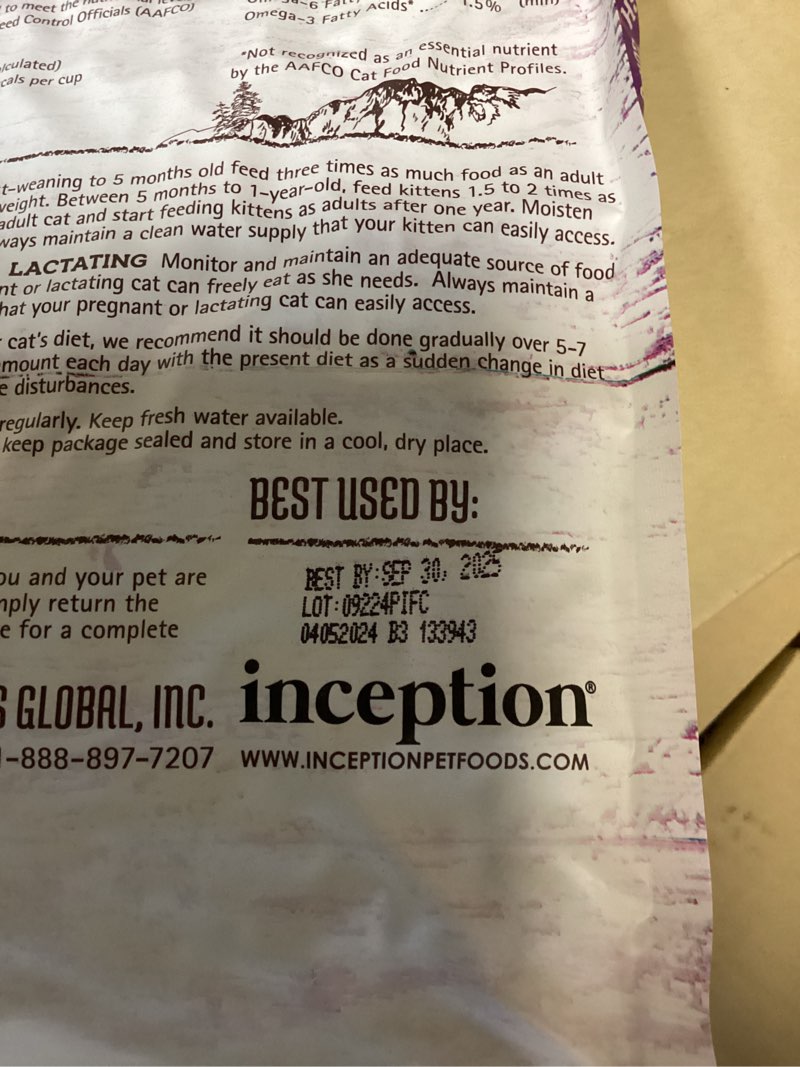 to meet the
eed Control Officials (AAFCO)
Omega-3 Fatty Acids* ..... 1.5% (min)
lculated)
cals per cup
*Not recognized as an essential nutrient
by the AAFCO Cat Food Nutrient Profiles.
t-weaning to 5 months old feed three times as much food as an adult
weight. Between 5 months to 1-year-old, feed kittens 1.5 to 2 times as
adult cat and start feeding kittens as adults after one year. Moisten
ways maintain a clean water supply that your kitten can easily access.
LACTATING Monitor and maintain an adequate source of food
nt or lactating cat can freely eat as she needs. Always maintain a
hat your pregnant or lactating cat can easily access.
cat's diet, we recommend it should be done gradually over 5-7
mount each day with the present diet as a sudden change in diet
e disturbances.
regularly. Keep fresh water available.
keep package sealed and store in a cool, dry place.
BEST USED BY:
ou and your pet are
mply return the
e for a complete
BEST BY:SEP 30, 2025
LOT:09224PIFC
04052024 B3 133943
S GLOBAL, INC.
inception®
1-888-897-7207
WWW.INCEPTIONPETFOODS.COM